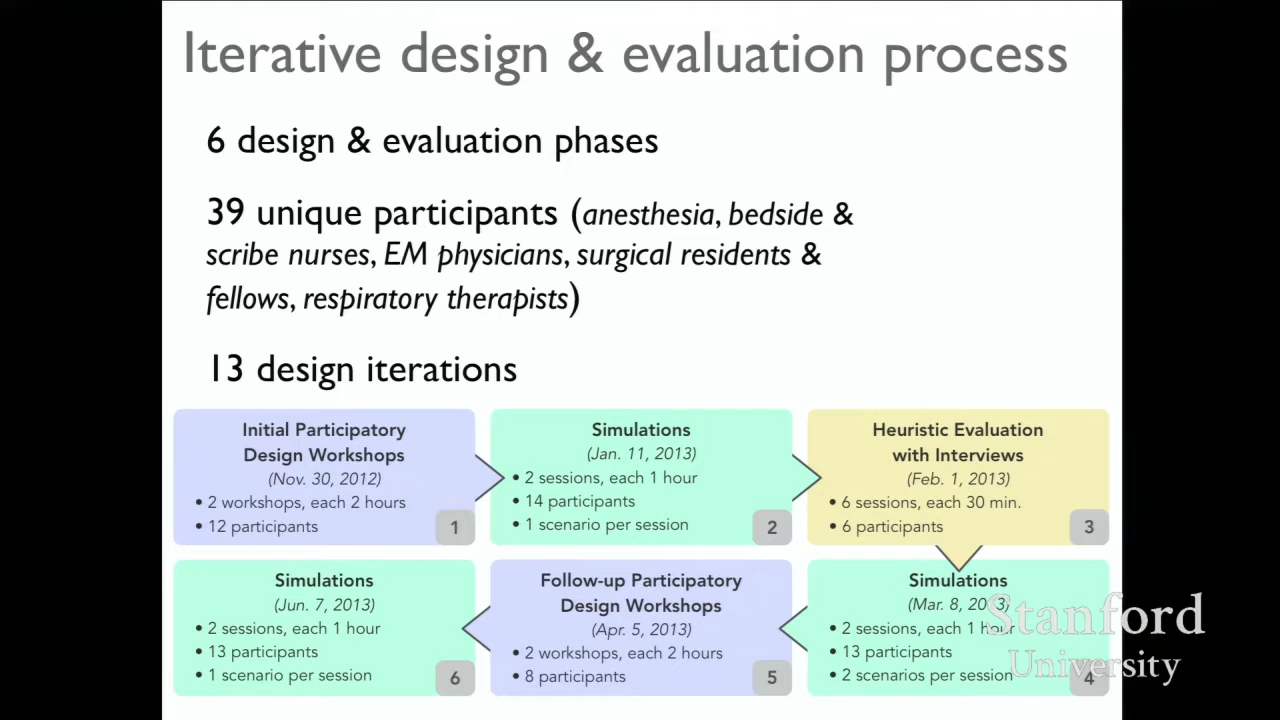 Iterative design & evaluation process
6 design & evaluation phases
39 unique participants (anesthesia, bedside &
scribe nurses, EM physicians, surgical residents &
fellows, respiratory therapists)
13 design iterations
Initial Participatory
Design Workshops
(Nov. 30, 2012)
• 2 workshops, each 2 hours
• 12 participants
1
Simulations
(Jan. 11, 2013)
• 2 sessions, each 1 hour
• 14 participants
• 1 scenario per session
2
Heuristic Evaluation
with Interviews
(Feb. 1, 2013)
• 6 sessions, each 30 min.
• 6 participants
3
Simulations
(Mar. 8, 2013)
• 2 sessions, each 1 hour
• 13 participants
• 2 scenarios per session
4
Follow-up Participatory
Design Workshops
(Apr. 5, 2013)
• 2 workshops, each 2 hours
• 8 participants
5
Simulations
(Jun. 7, 2013)
• 2 sessions, each 1 hour
• 13 participants
• 1 scenario per session
6
Stanford
University